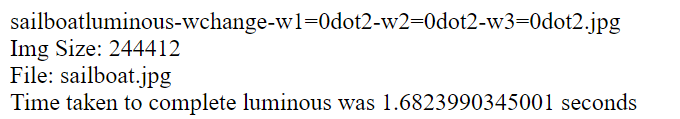 sailboatluminous-wchange-w1=0dot2-w2=0dot2-w3=0dot2.jpg
Img Size: 244412
File: sailboat.jpg
Time taken to complete luminous was 1.6823990345001 seconds